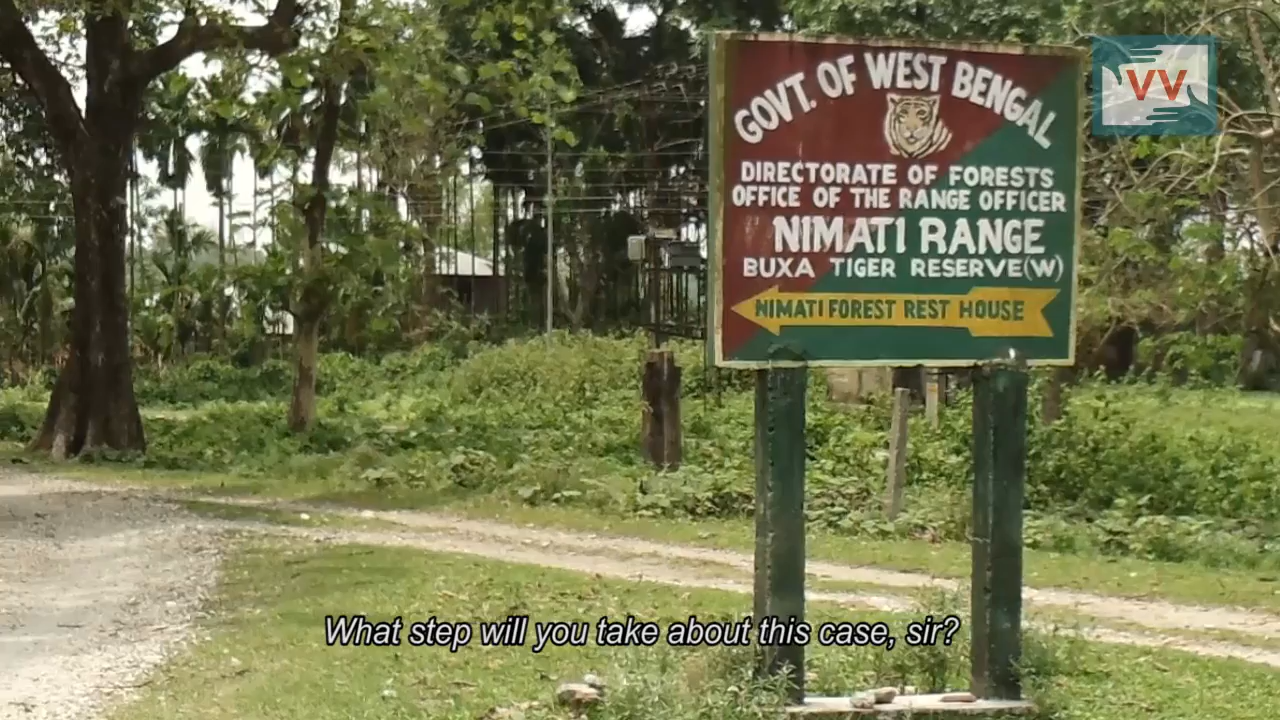 GOVT. OF WEST BENGAL
DIRECTORATE OF FORESTS
OFFICE OF THE RANGE OFFICER
NIMATI RANGE
BUXA TIGER RESERVE(W)
NIMATI FOREST REST HOUSE
VV
What step will you take about this case, sir?